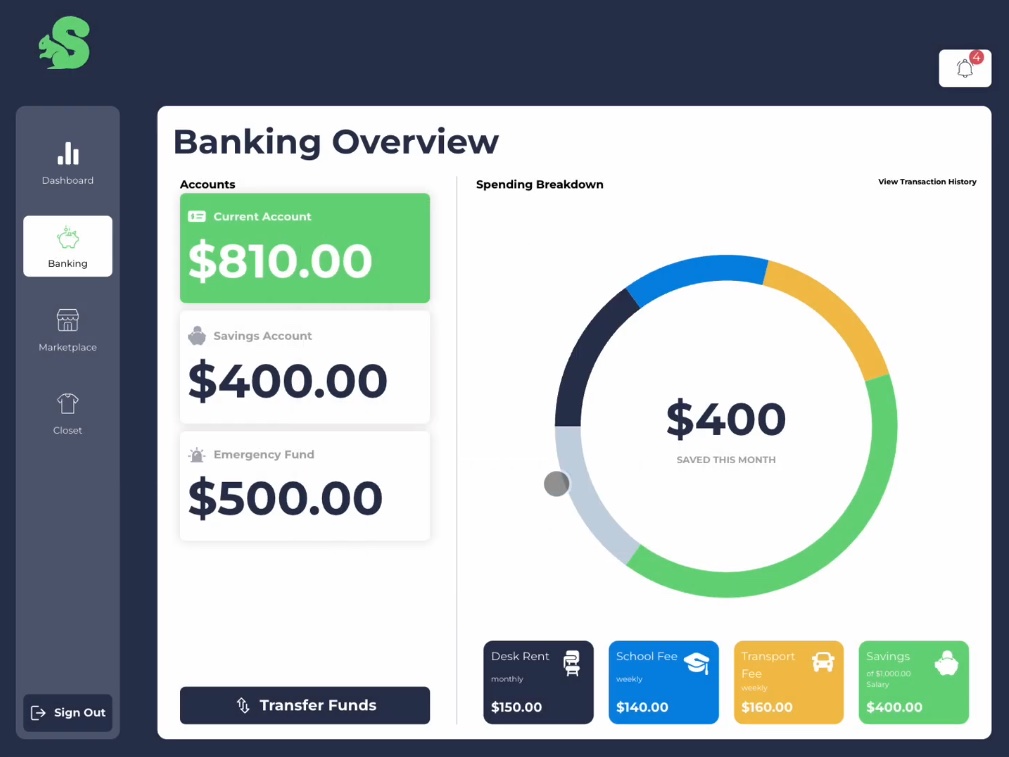 S
4
Dashboard
Banking
Marketplace
Closet
Sign Out
Banking Overview
Accounts
Current Account
$810.00
Savings Account
$400.00
Emergency Fund
$500.00
Transfer Funds
Spending Breakdown
View Transaction History
$400
SAVED THIS MONTH
Desk Rent
monthly
$150.00
School Fee
weekly
$140.00
Transport
Fee
weekly
$160.00
Savings
of $1,000.00
Salary
$400.00